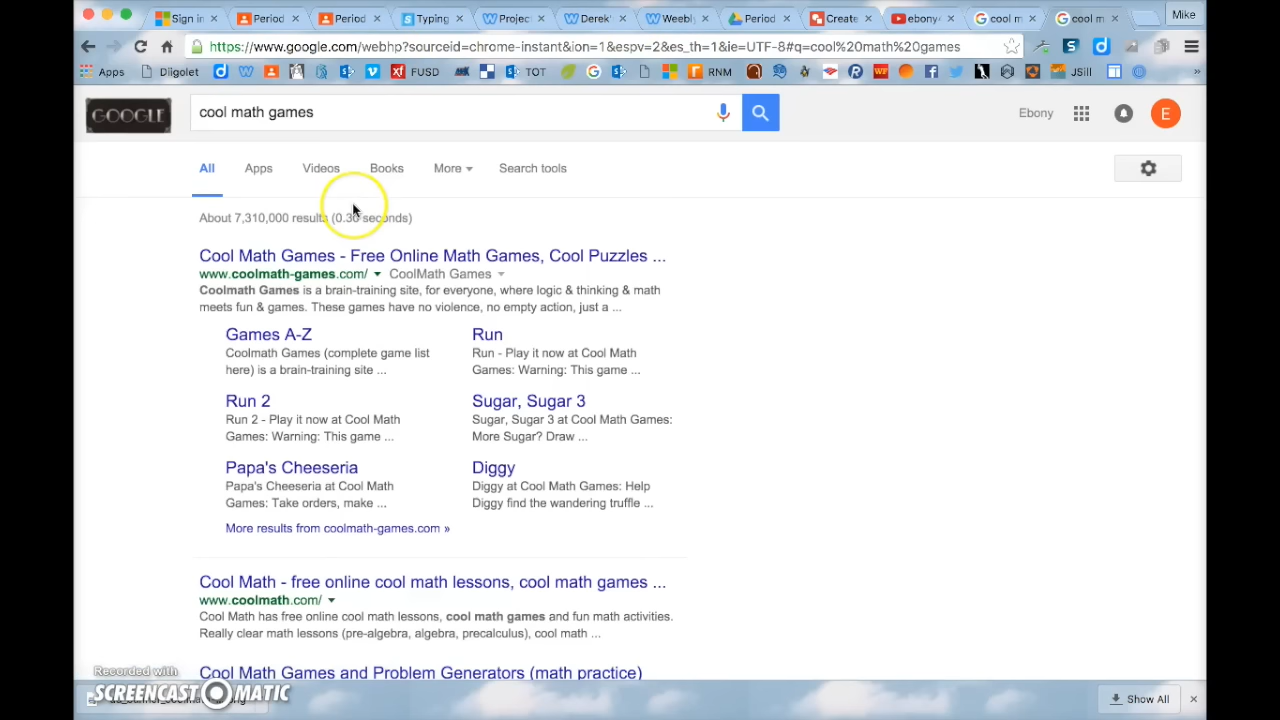 Sign in Period Period Typing Projec Derek' Weebly Period Create ebony- cool m cool m Mike
https://www.google.com/webhp?sourceid=chrome-instant&ion=1&espv=2&es_th=1&ie=UTF-8#q=cool%20math%20games
Apps Diigolet FUSD TOT RNM JSill »
GOOGLE cool math games Ebony E
All Apps Videos Books More Search tools
About 7,310,000 results (0.36 seconds)
Cool Math Games - Free Online Math Games, Cool Puzzles ...
www.coolmath-games.com/ CoolMath Games
Coolmath Games is a brain-training site, for everyone, where logic & thinking & math
meets fun & games. These games have no violence, no empty action, just a ...
Games A-Z
Coolmath Games (complete game list
here) is a brain-training site ...
Run
Run - Play it now at Cool Math
Games: Warning: This game ...
Run 2
Run 2 - Play it now at Cool Math
Games: Warning: This game ...
Sugar, Sugar 3
Sugar, Sugar 3 at Cool Math Games:
More Sugar? Draw ...
Papa's Cheeseria
Papa's Cheeseria at Cool Math
Games: Take orders, make ...
Diggy
Diggy at Cool Math Games: Help
Diggy find the wandering truffle ...
More results from coolmath-games.com »
Cool Math - free online cool math lessons, cool math games ...
www.coolmath.com/
Cool Math has free online cool math lessons, cool math games and fun math activities.
Really clear math lessons (pre-algebra, algebra, precalculus), cool math ...
Cool Math Games and Problem Generators (math practice)
Recorded with
SCREENCAST MATIC
Show All